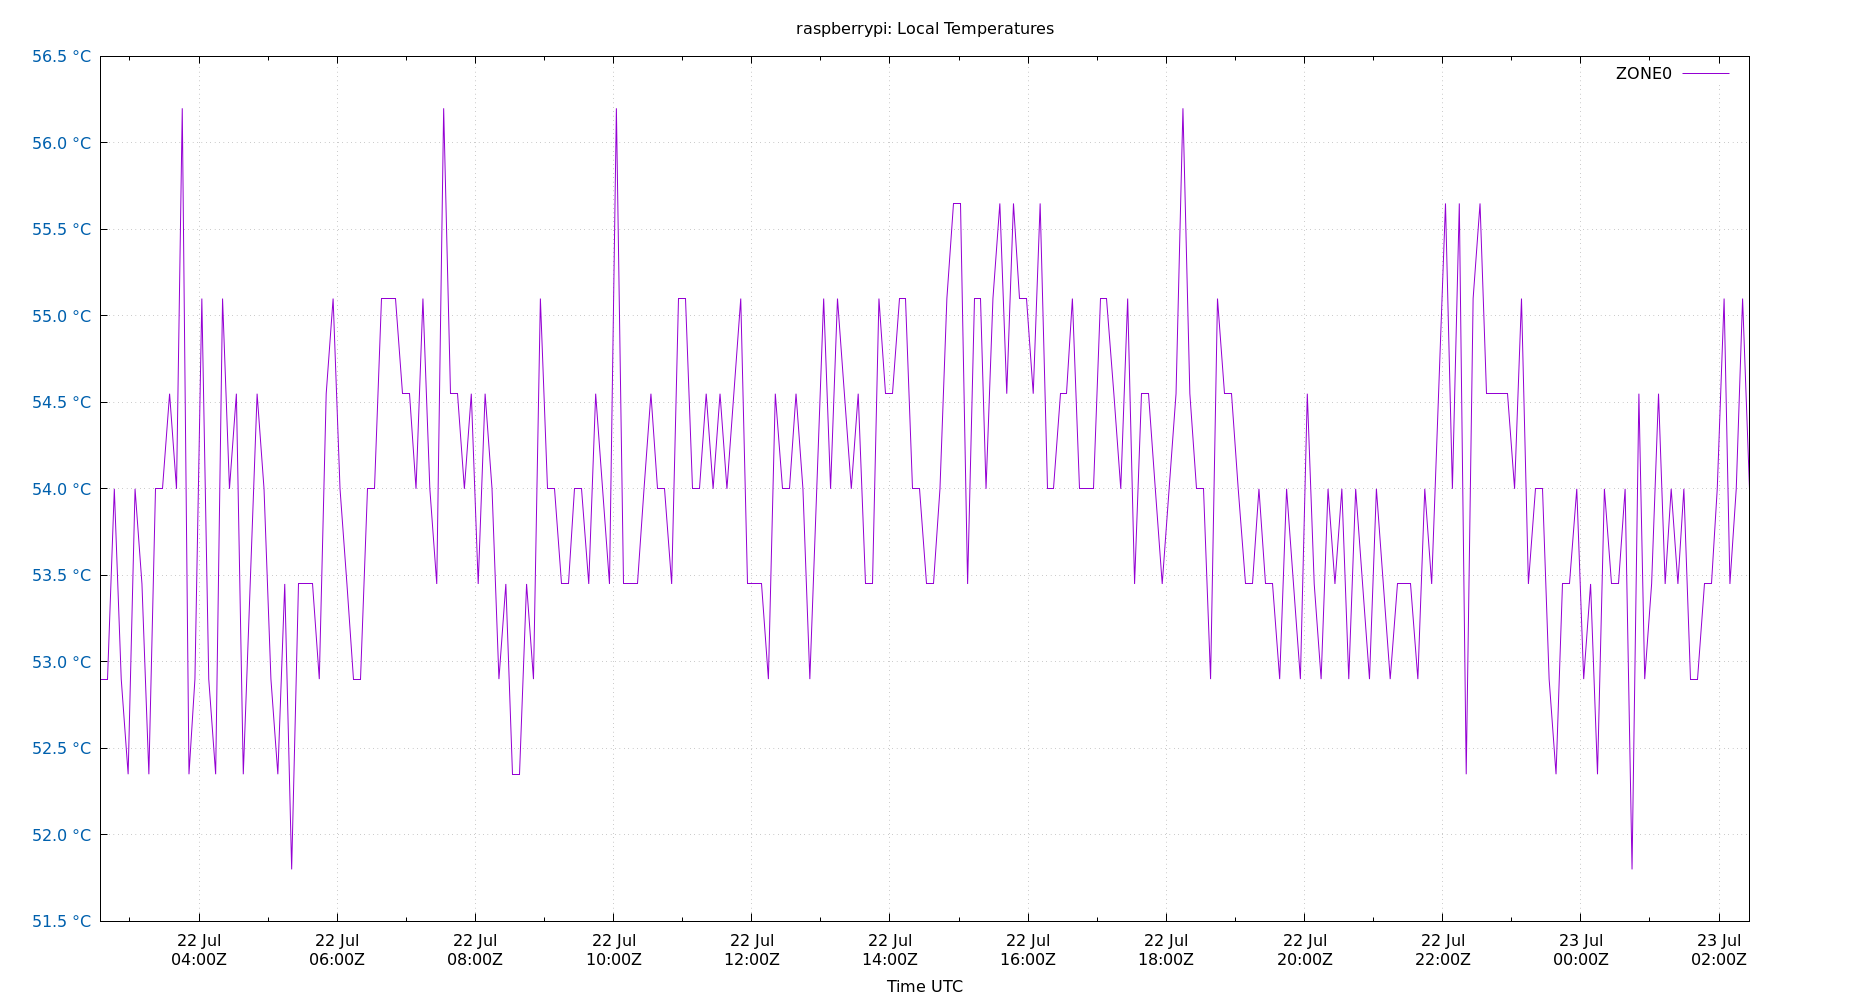 raspberrypi: Local Temperatures
56.5 °C
ZONE0
56.0 °C
55.5 °C
55.0 °C
54.5 °C
54.0 °C
53.5 °C
53.0 °C
52.5 °C
52.0 °C
51.5 °C
22 Jul 22 Jul 22 Jul 22 Jul 22 Jul 22 Jul 22 Jul 22 Jul 22 Jul 22 Jul 23 Jul 23 Jul
04:00Z 06:00Z 08:00Z 10:00Z 12:00Z 14:00Z 16:00Z 18:00Z 20:00Z 22:00Z 00:00Z 02:00Z
Time UTC